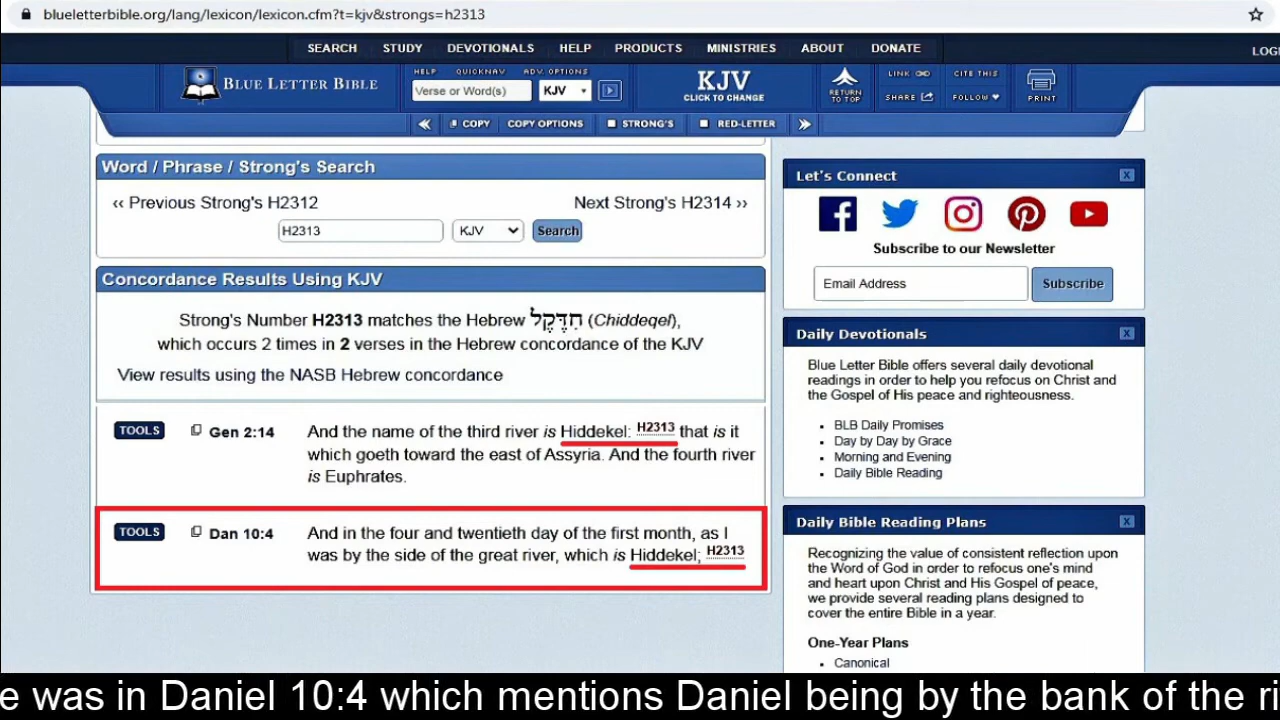 blueletterbible.org/lang/lexicon/lexicon.cfm?t=kjv&strongs=h2313
SEARCH STUDY DEVOTIONALS HELP PRODUCTS MINISTRIES ABOUT DONATE
LOG
BLUE LETTER BIBLE
HELP QUICKNAV ADV. OPTIONS
Verse or Word(s) KJV
KJV
CLICK TO CHANGE
RETURN
TO TOP
LINK CITE THIS
SHARE FOLLOW
PRINT
COPY COPY OPTIONS STRONG'S RED-LETTER
Word / Phrase / Strong's Search
‹‹ Previous Strong's H2312 Next Strong's H2314 ››
H2313 KJV Search
Concordance Results Using KJV
Strong's Number H2313 matches the Hebrew חִדֶּקֶל (Chiddeqel),
which occurs 2 times in 2 verses in the Hebrew concordance of the KJV
View results using the NASB Hebrew concordance
TOOLS Gen 2:14 And the name of the third river is Hiddekel: H2313 that is it
which goeth toward the east of Assyria. And the fourth river
is Euphrates.
TOOLS Dan 10:4 And in the four and twentieth day of the first month, as I
was by the side of the great river, which is Hiddekel; H2313
Let's Connect X
Subscribe to our Newsletter
Email Address Subscribe
Daily Devotionals X
Blue Letter Bible offers several daily devotional
readings in order to help you refocus on Christ and
the Gospel of His peace and righteousness.
BLB Daily Promises
Day by Day by Grace
Morning and Evening
Daily Bible Reading
Daily Bible Reading Plans X
Recognizing the value of consistent reflection upon
the Word of God in order to refocus one's mind
and heart upon Christ and His Gospel of peace,
we provide several reading plans designed to
cover the entire Bible in a year.
One-Year Plans
Canonical
e was in Daniel 10:4 which mentions Daniel being by the bank of the ri